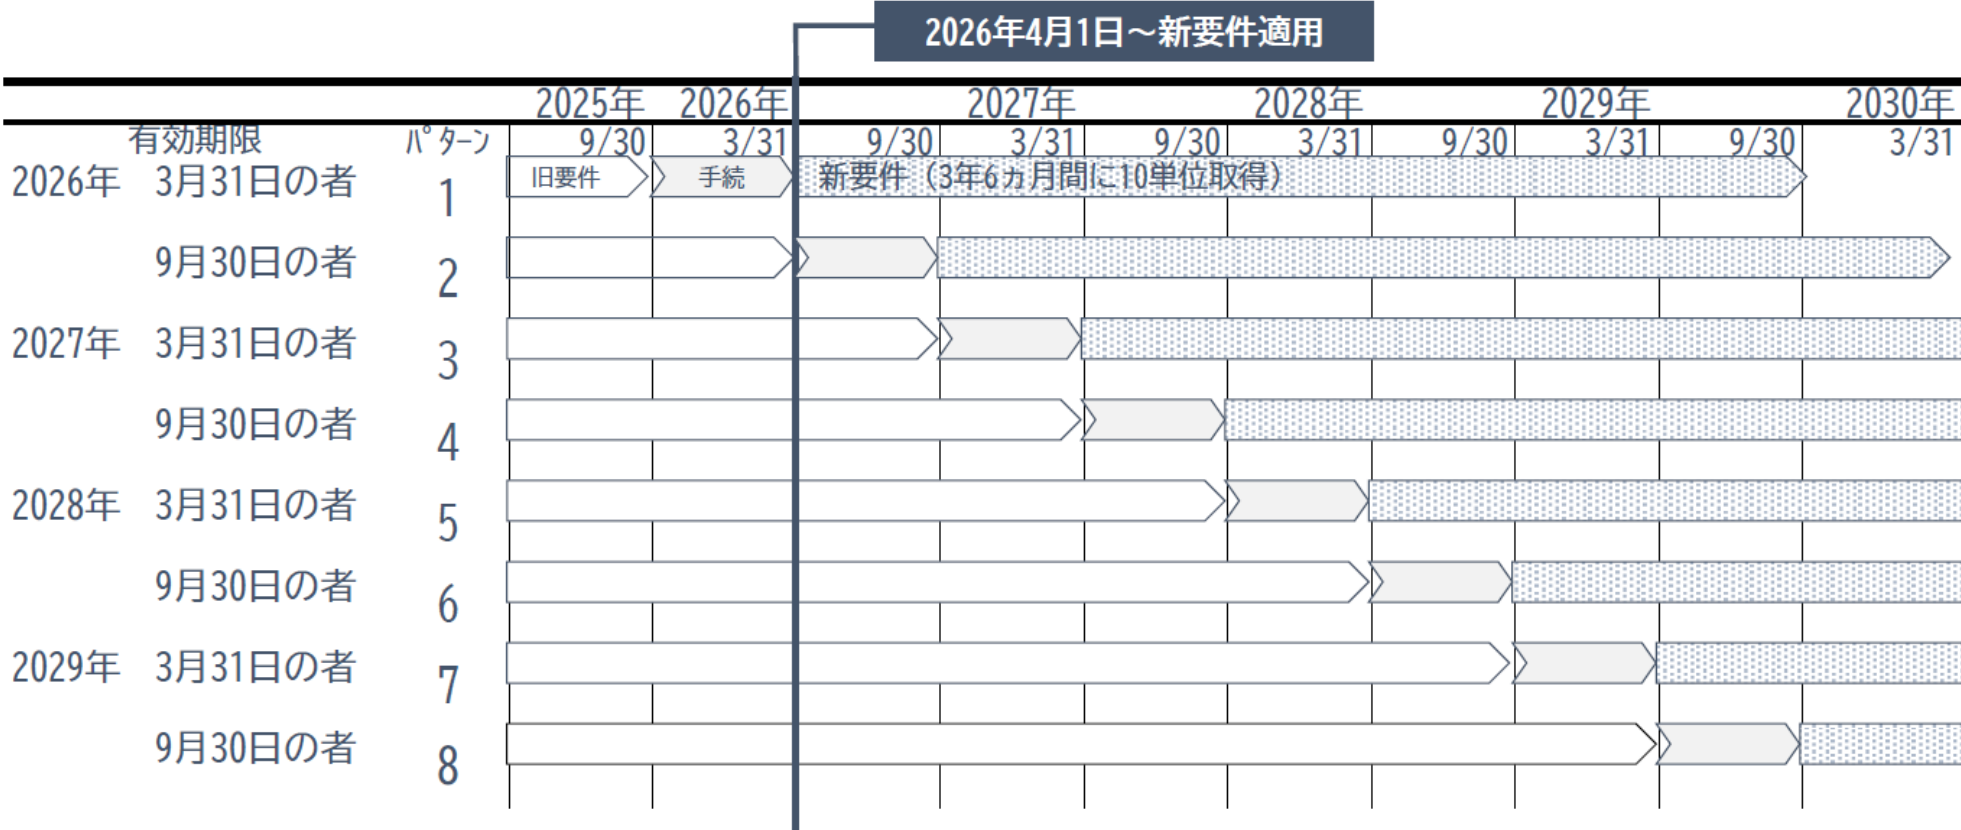 2026年4月1日～新要件適用
2025年 2026年 2027年 2028年 2029年 2030年
有効期限 ﾊﾟﾀｰﾝ 9/30 3/31 9/30 3/31 9/30 3/31 9/30 3/31 9/30 3/31
2026年 3月31日の者 1 旧要件 手続 新要件（3年6ヵ月間に10単位取得）
9月30日の者 2
2027年 3月31日の者 3
9月30日の者 4
2028年 3月31日の者 5
9月30日の者 6
2029年 3月31日の者 7
9月30日の者 8